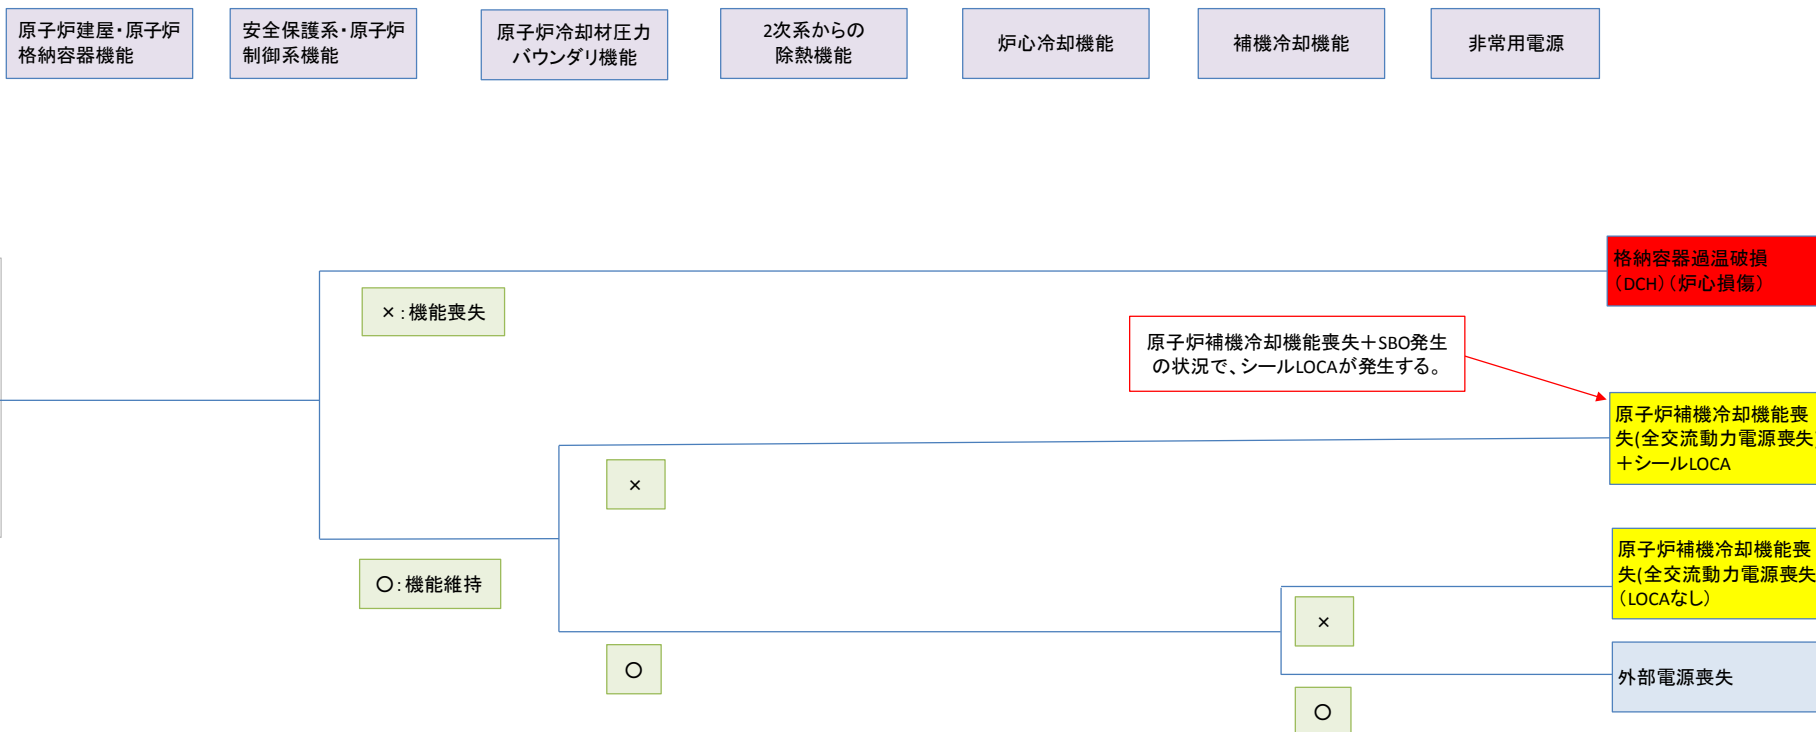 原子炉建屋・原子炉
格納容器機能
安全保護系・原子炉
制御系機能
原子炉冷却材圧力
バウンダリ機能
2次系からの
除熱機能
炉心冷却機能
補機冷却機能
非常用電源
格納容器過温破損
(DCH)(炉心損傷)
×:機能喪失
原子炉補機冷却機能喪失+SBO発生
の状況で、シールLOCAが発生する。
原子炉補機冷却機能喪
失(全交流動力電源喪失)
+シールLOCA
×
原子炉補機冷却機能喪
失(全交流動力電源喪失
(LOCAなし)
○:機能維持
×
○
外部電源喪失
○